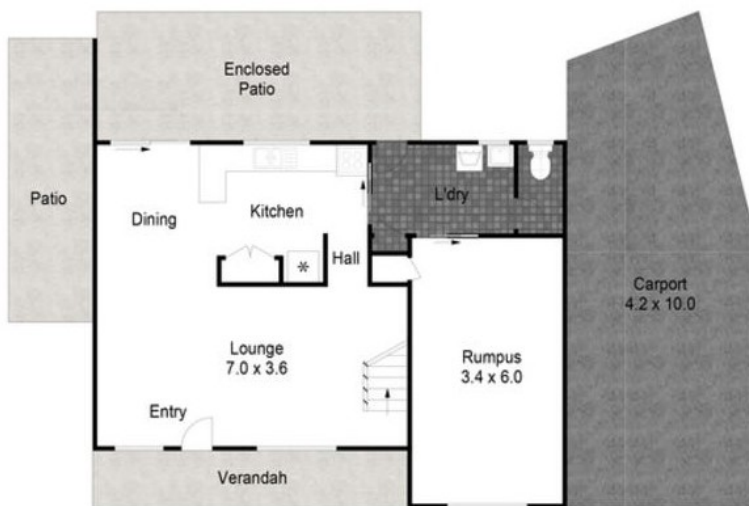 Enclosed
Patio
Patio
Dining
Kitchen
L'dry
Hall
*
Carport
4.2 x 10.0
Lounge
7.0 x 3.6
Rumpus
3.4 x 6.0
Entry
Verandah